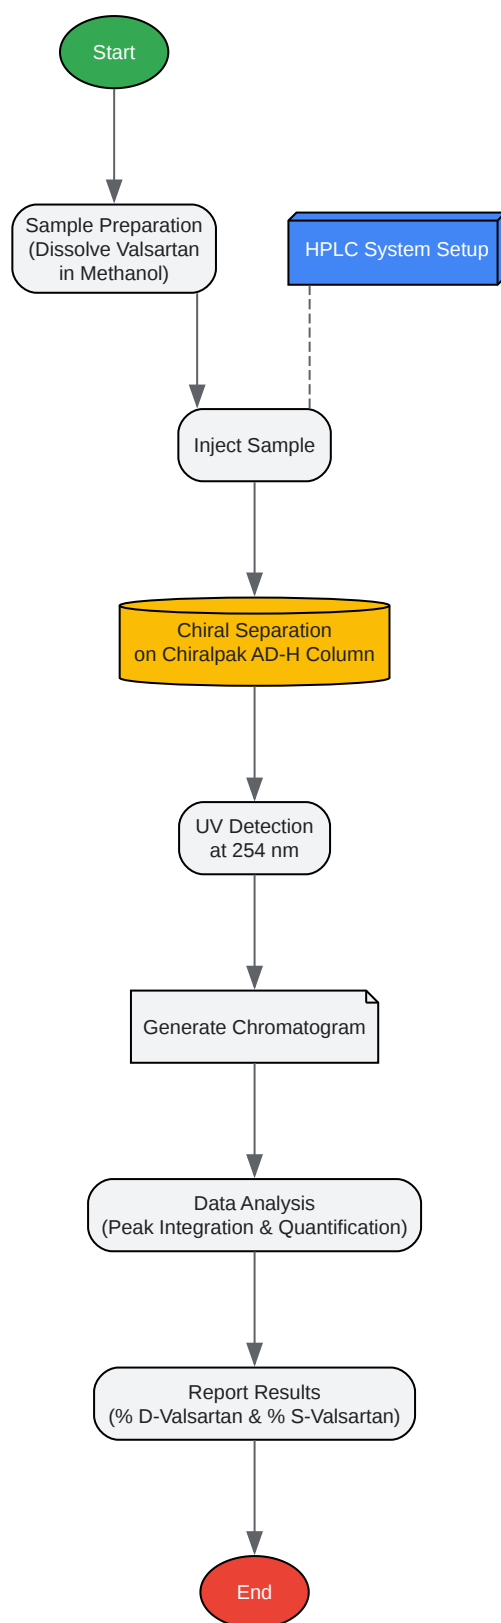 Start
Sample Preparation
(Dissolve Valsartan
in Methanol)
HPLC System Setup
Inject Sample
Chiral Separation
on Chiralpak AD-H Column
UV Detection
at 254 nm
Generate Chromatogram
Data Analysis
(Peak Integration & Quantification)
Report Results
(% D-Valsartan & % S-Valsartan)
End